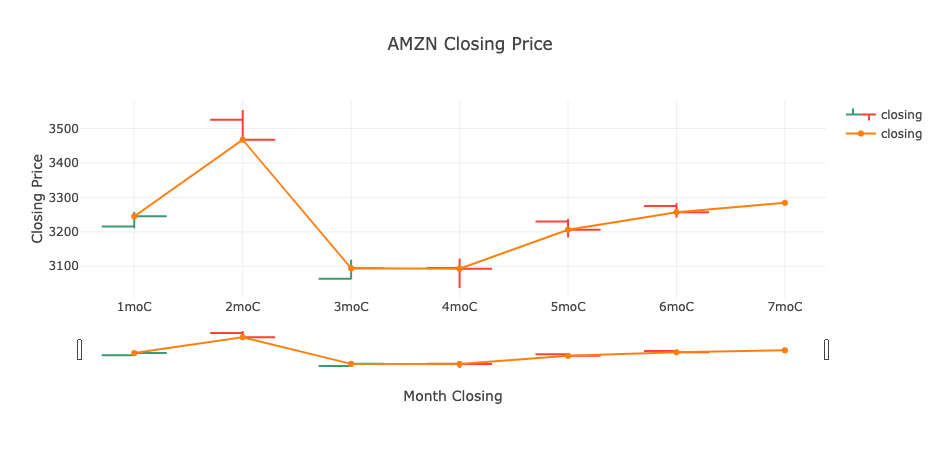 AMZN Closing Price
closing
closing
Closing Price
3500
3400
3300
3200
3100
1moC 2moC 3moC 4moC 5moC 6moC 7moC
Month Closing